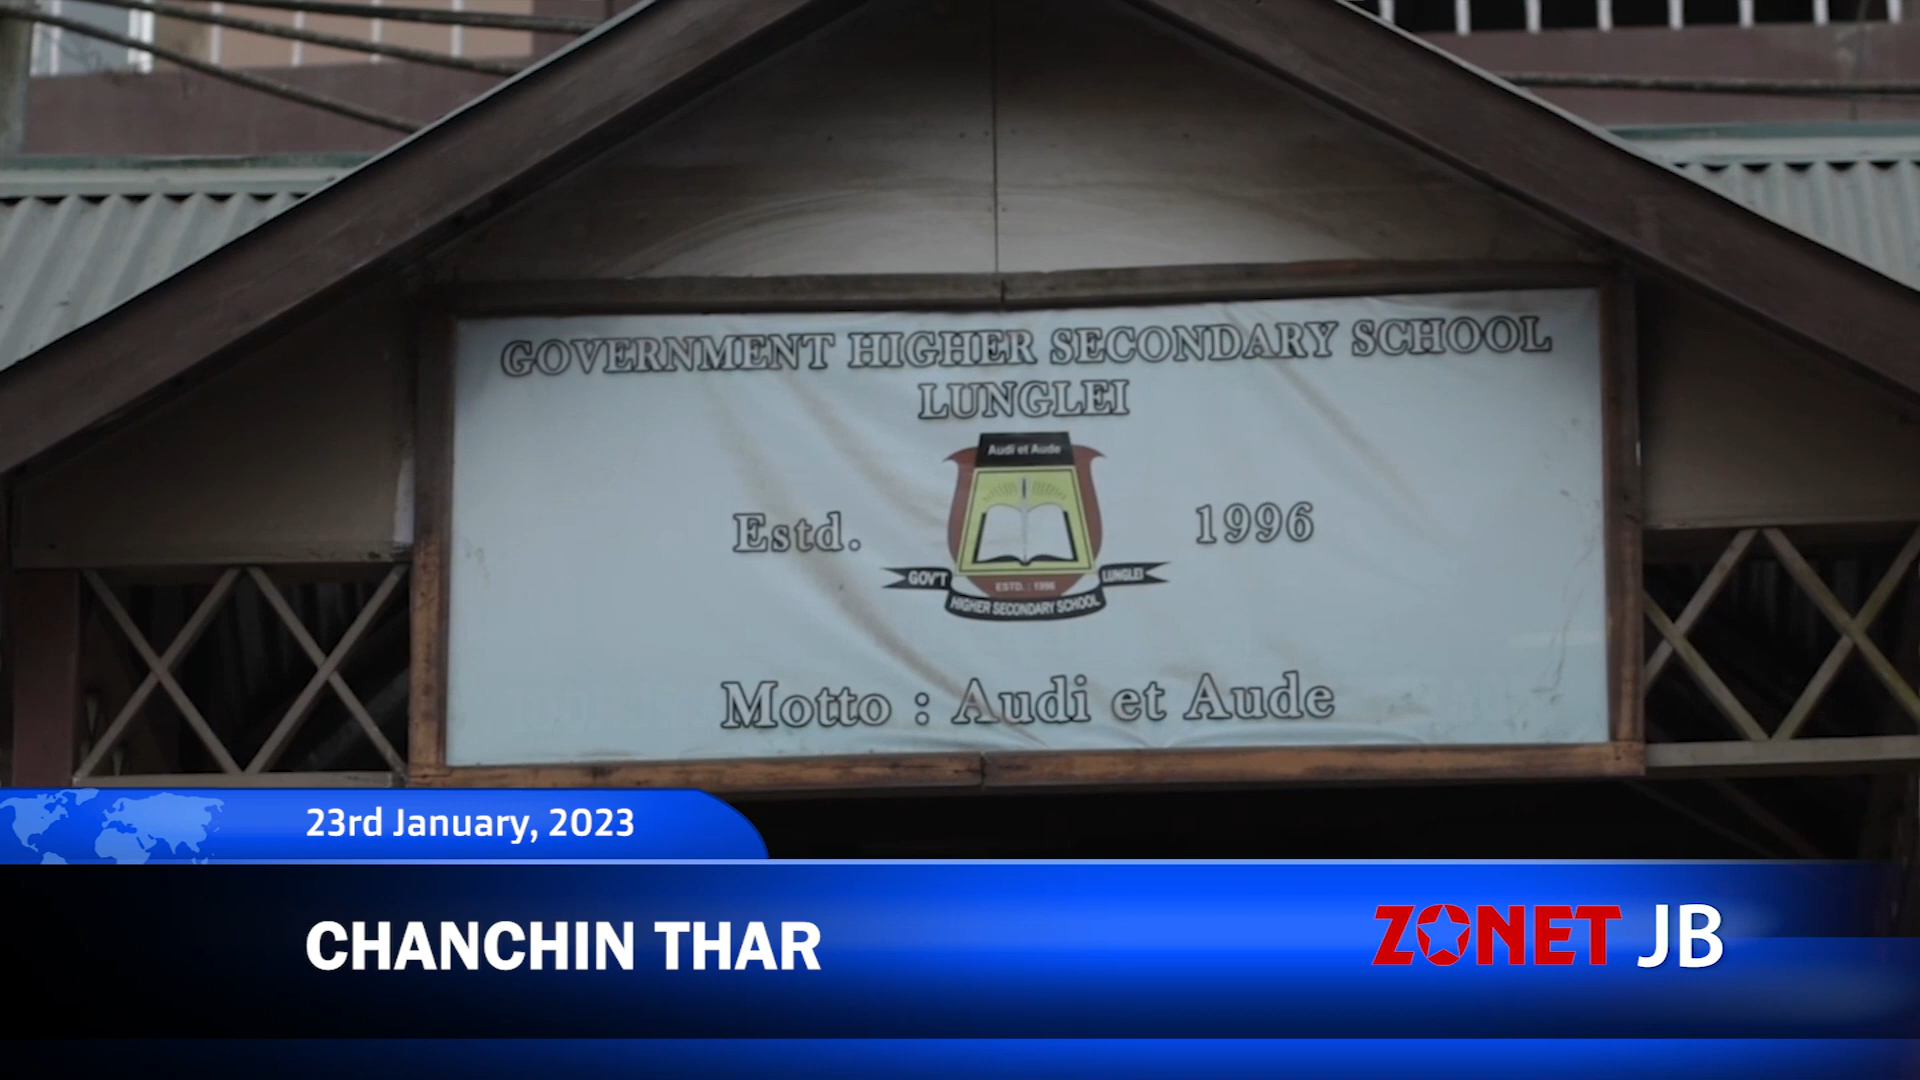 GOVERNMENT HIGHER SECONDARY SCHOOL
LUNGLEI
Audi et Aude
Estd. 1996
GOV'T LUNGLEI
ESTD. : 1996
HIGHER SECONDARY SCHOOL
Motto : Audi et Aude
23rd January, 2023
CHANCHIN THAR
ZONET JB